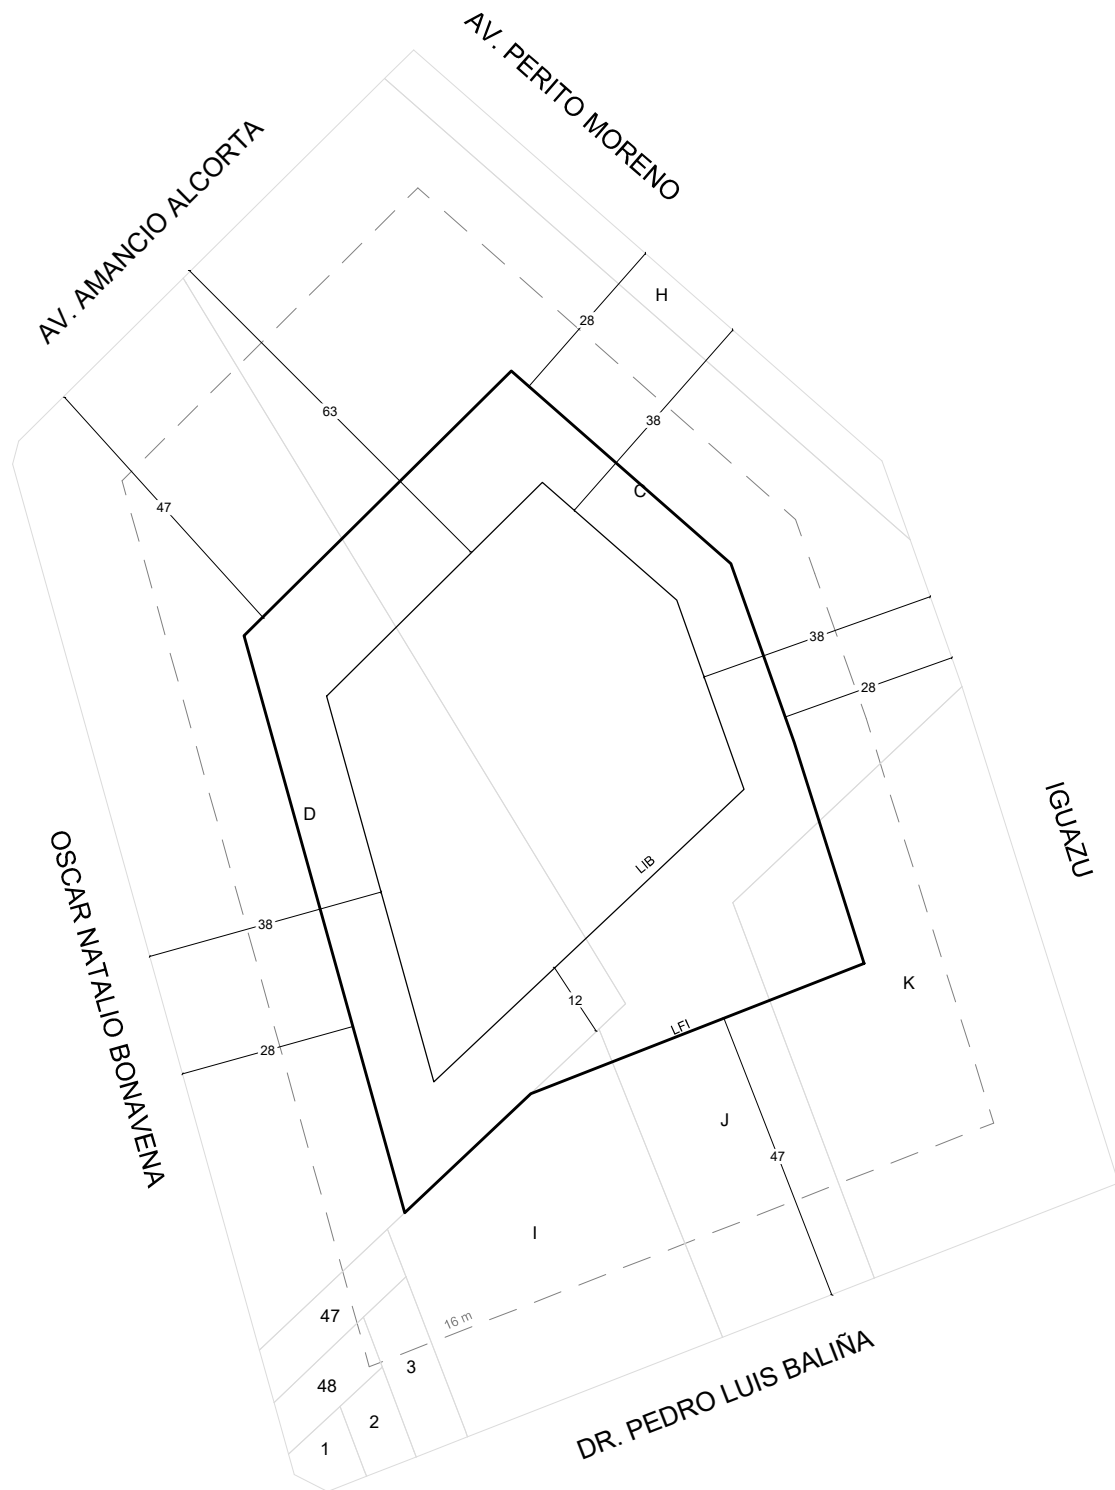 AV. PERITO MORENO
AV. AMANCIO ALCORTA
H
28
63
38
C
47
38
28
D
IGUAZU
OSCAR NATALIO BONAVENA
LIB
38
K
12
LFI
28
J
47
I
47
16 m
3
48
2
1
DR. PEDRO LUIS BALIÑA